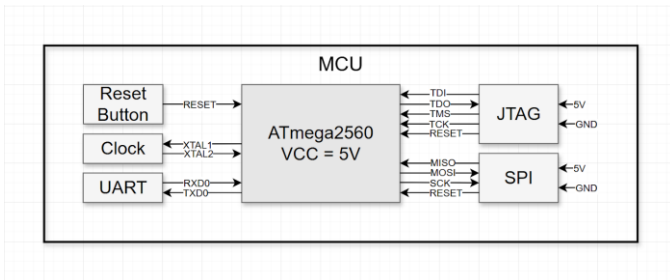 MCU
Reset
Button
RESET
Clock
XTAL1
XTAL2
UART
RXD0
TXD0
ATmega2560
VCC = 5V
TDI
TDO
TMS
TCK
RESET
JTAG
5V
GND
MISO
MOSI
SCK
RESET
SPI
5V
GND